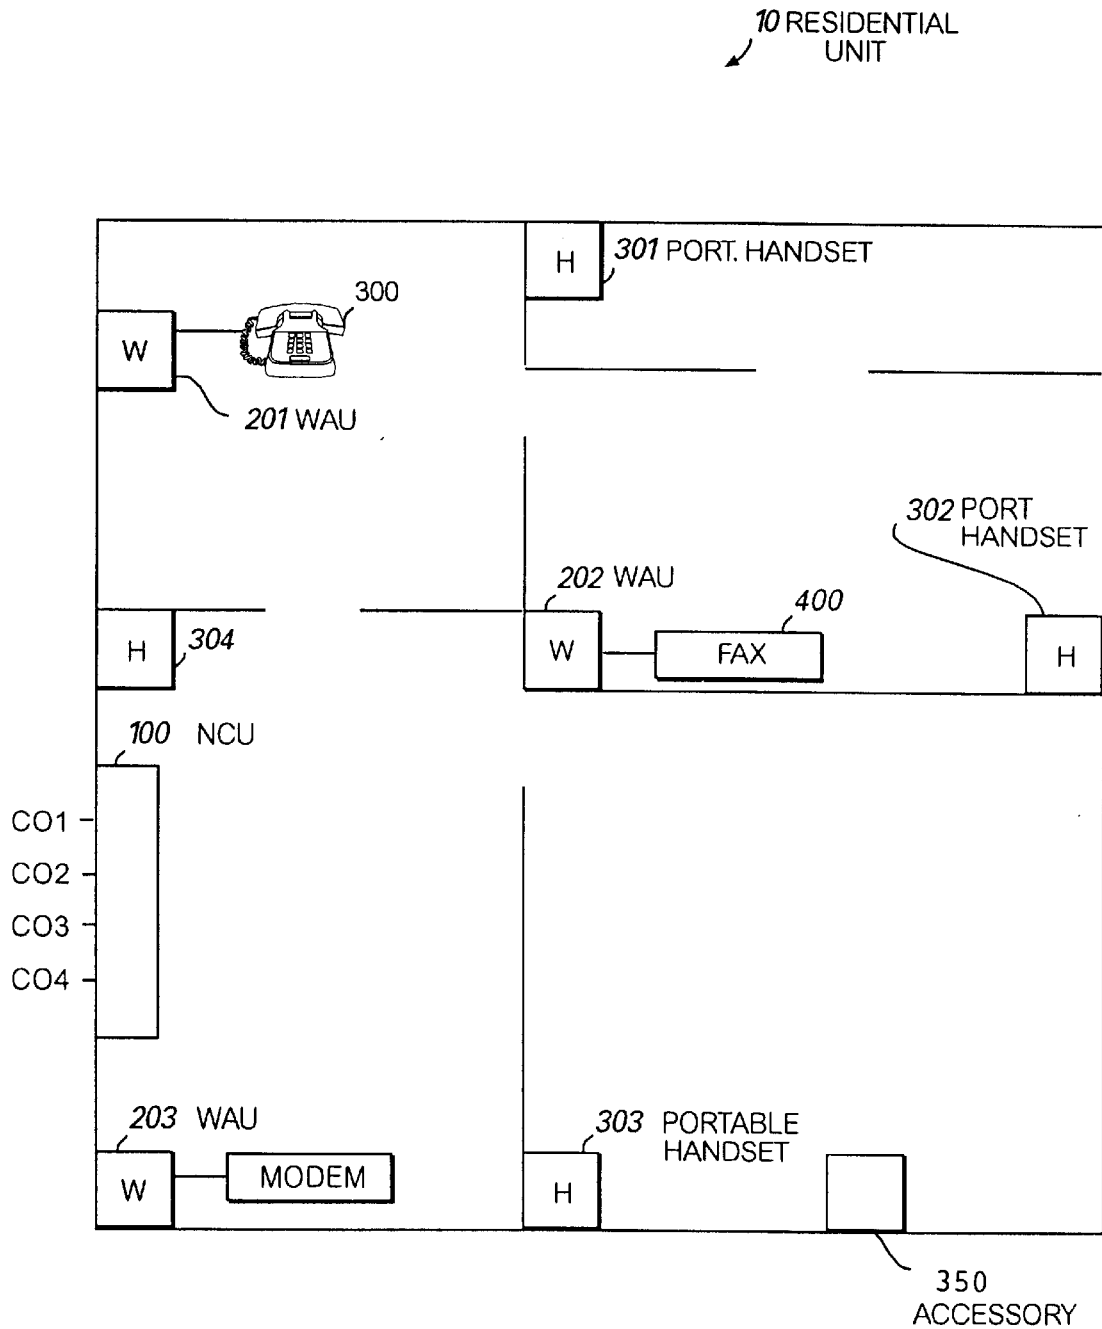 10 RESIDENTIAL
UNIT
H
301 PORT. HANDSET
300
W
201 WAU
302 PORT
HANDSET
202 WAU
400
H
304
W
FAX
H
100 NCU
CO1
CO2
CO3
CO4
203 WAU
303 PORTABLE
HANDSET
W
MODEM
H
350
ACCESSORY